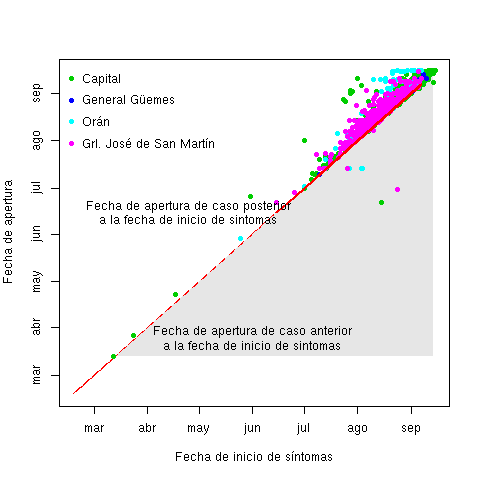 Capital
General Güemes
Orán
Grl. José de San Martín
Fecha de apertura de caso posterior
a la fecha de inicio de sintomas
Fecha de apertura de caso anterior
a la fecha de inicio de sintomas
Fecha de apertura
sep
ago
jul
jun
may
abr
mar
mar abr may jun jul ago sep
Fecha de inicio de síntomas